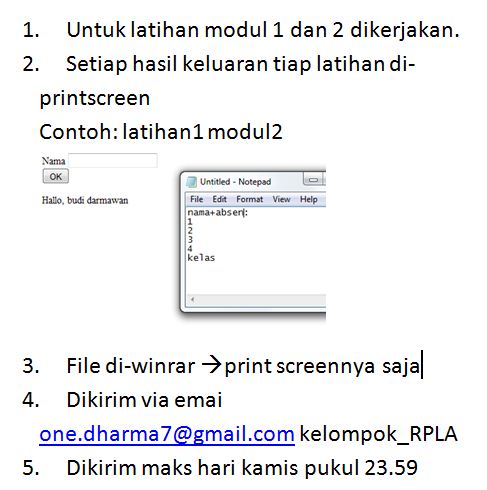 1. Untuk latihan modul 1 dan 2 dikerjakan.
2. Setiap hasil keluaran tiap latihan di-
printscreen
Contoh: latihan1 modul2
Nama
OK
Hallo, budi darmawan
Untitled - Notepad
File Edit Format View Help
nama+absen:
1
2
3
4
kelas
3. File di-winrar →print screennya saja
4. Dikirim via emai
one.dharma7@gmail.com kelompok_RPLA
5. Dikirim maks hari kamis pukul 23.59